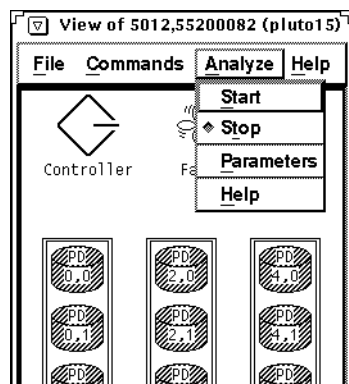 View of 5012,55200082 (pluto15)
File Commands Analyze Help
Start
Stop
Parameters
Help
Controller
PD 0,0
PD 2,0
PD 4,0
PD 0,1
PD 2,1
PD 4,1
PD
PD
PD